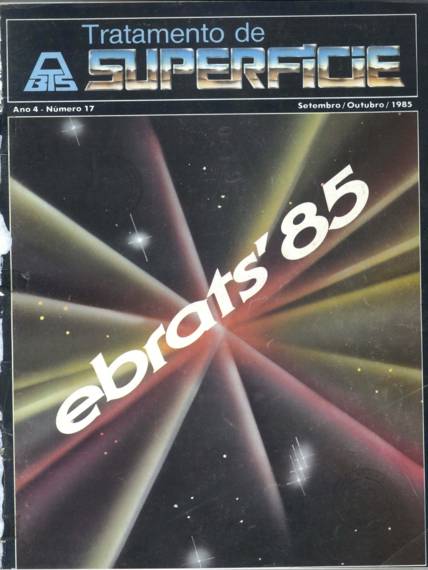 ABTS
Tratamento de
SUPERFÍCIE
Ano 4 - Número 17
Setembro/Outubro/1985
ebrats'85